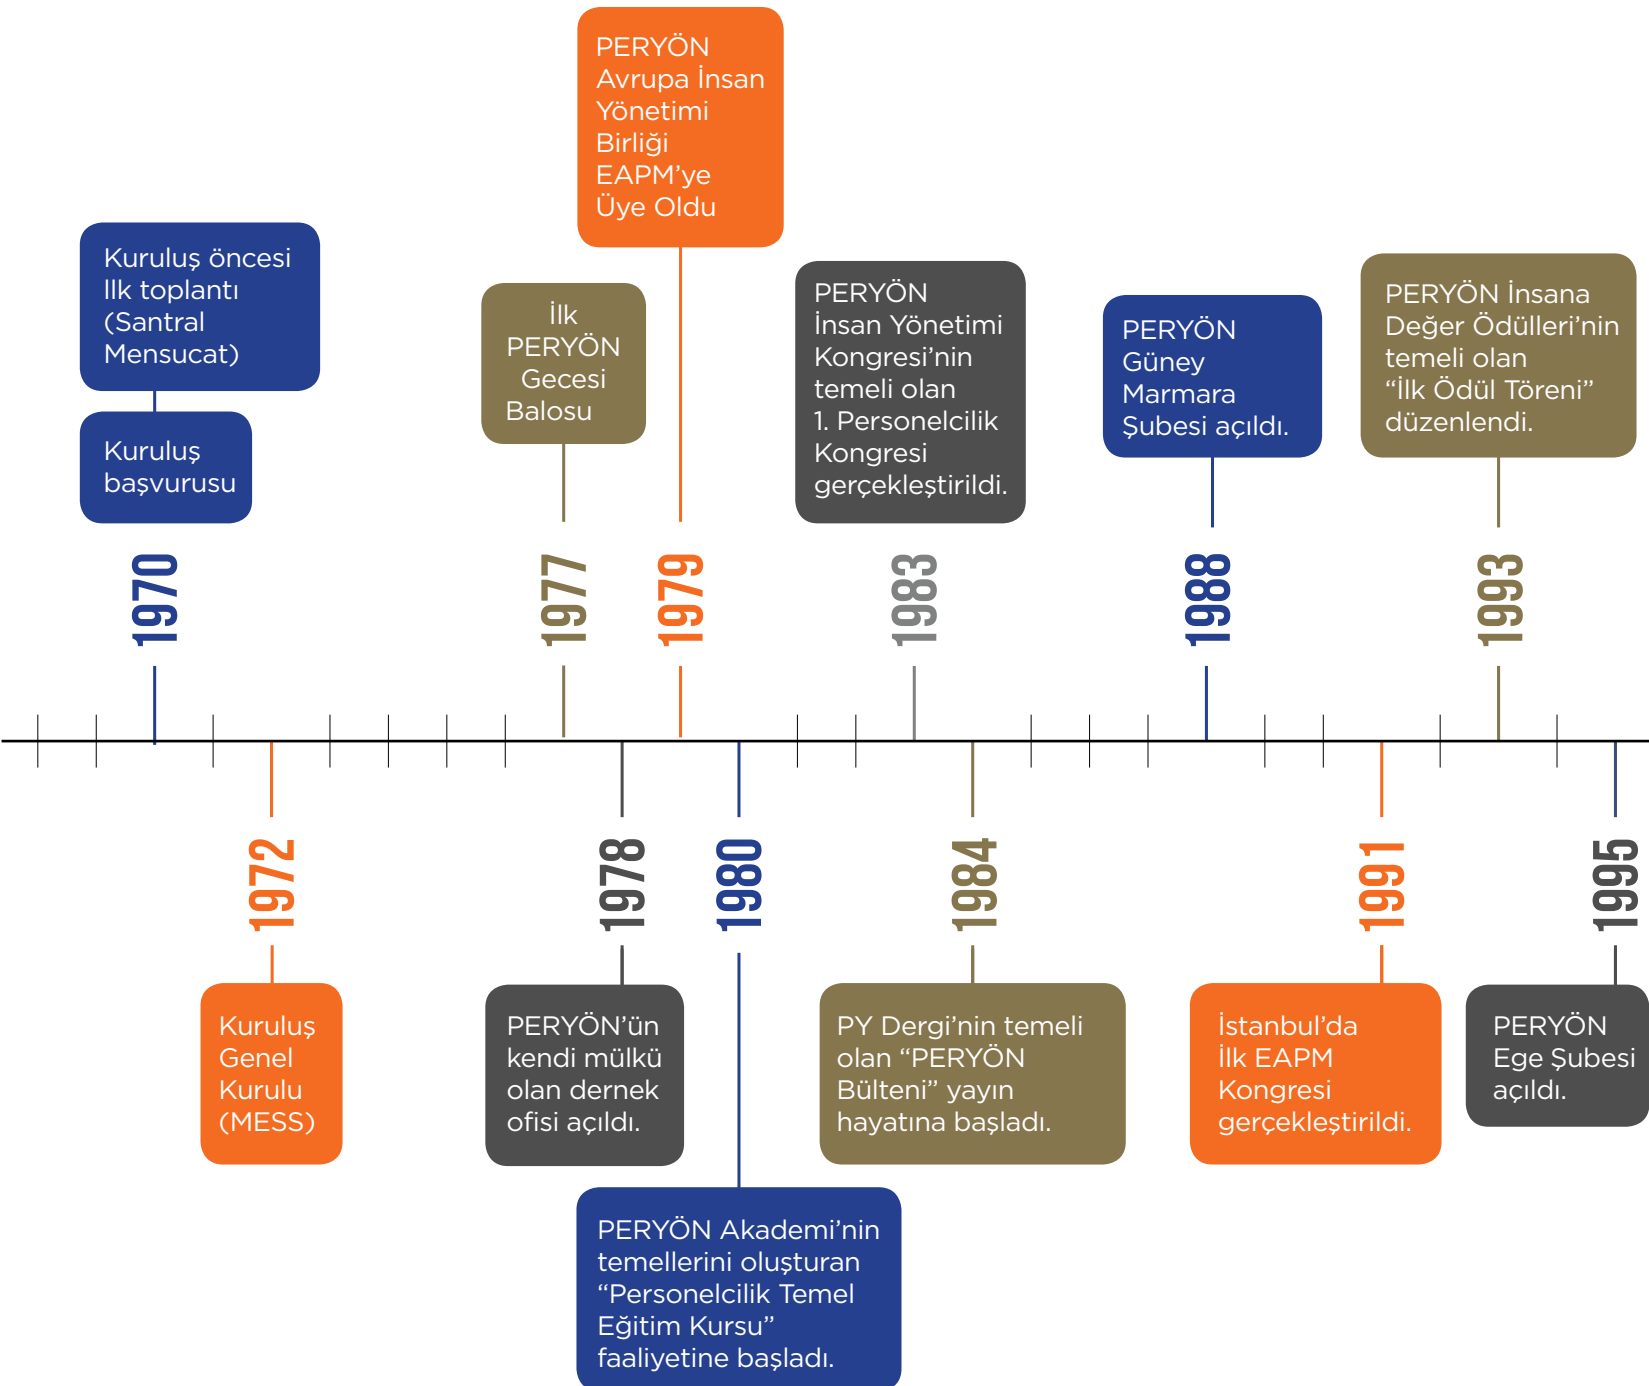 Kuruluş öncesi
Ilk toplantı
(Santral
Mensucat)
Kuruluş
başvurusu
1970
Kuruluş
Genel
Kurulu
(MESS)
1972
İlk
PERYÖN
Gecesi
Balosu
1977
PERYÖN'ün
kendi mülkü
olan dernek
ofisi açıldı.
1978
PERYÖN
Avrupa İnsan
Yönetimi
Birliği
EAPM’ye
Üye Oldu
1979
PERYÖN Akademi’nin
temellerini oluşturan
“Personelcilik Temel
Eğitim Kursu”
faaliyetine başladı.
1980
PERYÖN
İnsan Yönetimi
Kongresi’nin
temeli olan
1. Personelcilik
Kongresi
gerçekleştirildi.
1983
PY Dergi’nin temeli
olan “PERYÖN
Bülteni” yayın
hayatına başladı.
1984
PERYÖN
Güney
Marmara
Şubesi açıldı.
1988
İstanbul’da
İlk EAPM
Kongresi
gerçekleştirildi.
1991
PERYÖN İnsana
Değer Ödülleri’nin
temeli olan
“İlk Ödül Töreni”
düzenlendi.
1993
PERYÖN
Ege Şubesi
açıldı.
1995